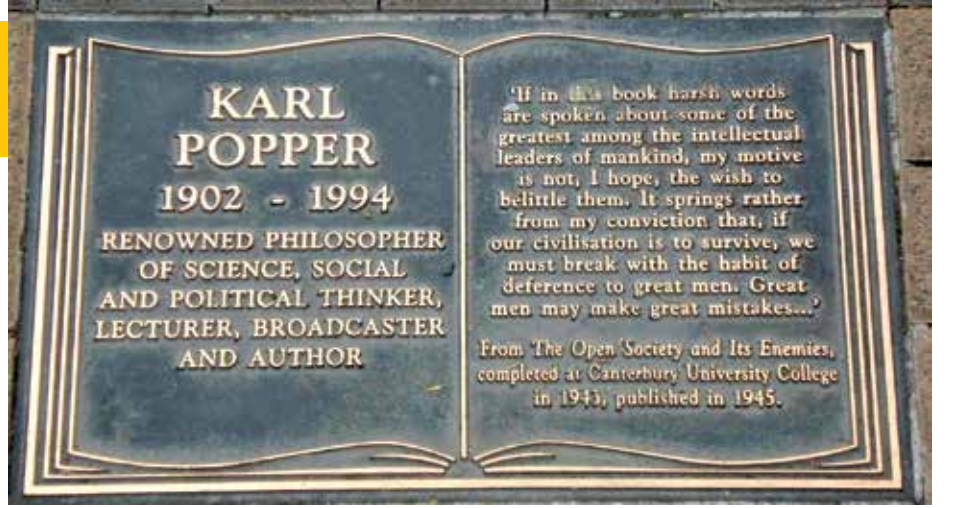 KARL
POPPER
1902 - 1994
RENOWNED PHILOSOPHER
OF SCIENCE, SOCIAL
AND POLITICAL THINKER,
LECTURER, BROADCASTER
AND AUTHOR
'If in this book harsh words
are spoken about some of the
greatest among the intellectual
leaders of mankind, my motive
is not, I hope, the wish to
belittle them. It springs rather
from my conviction that, if
our civilisation is to survive, we
must break with the habit of
deference to great men. Great
men may make great mistakes...'
From 'The Open Society and Its Enemies,
completed at Canterbury University College
in 1943, published in 1945.